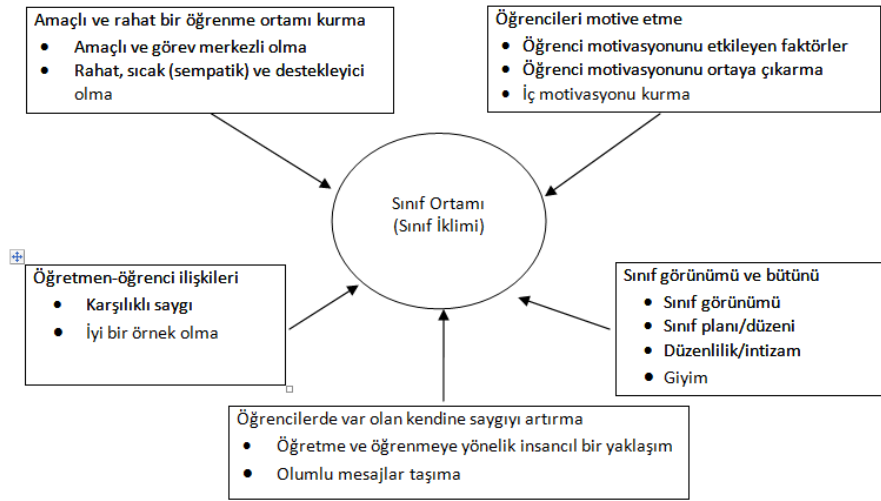 Amaçlı ve rahat bir öğrenme ortamı kurma
• Amaçlı ve görev merkezli olma
• Rahat, sıcak (sempatik) ve destekleyici
olma
Öğrencileri motive etme
• Öğrenci motivasyonunu etkileyen faktörler
• Öğrenci motivasyonunu ortaya çıkarma
• İç motivasyonu kurma
Sınıf Ortamı
(Sınıf İklimi)
Öğretmen-öğrenci ilişkileri
• Karşılıklı saygı
• İyi bir örnek olma
Sınıf görünümü ve bütünü
• Sınıf görünümü
• Sınıf planı/düzeni
• Düzenlilik/intizam
• Giyim
Öğrencilerde var olan kendine saygıyı artırma
• Öğretme ve öğrenmeye yönelik insancıl bir yaklaşım
• Olumlu mesajlar taşıma